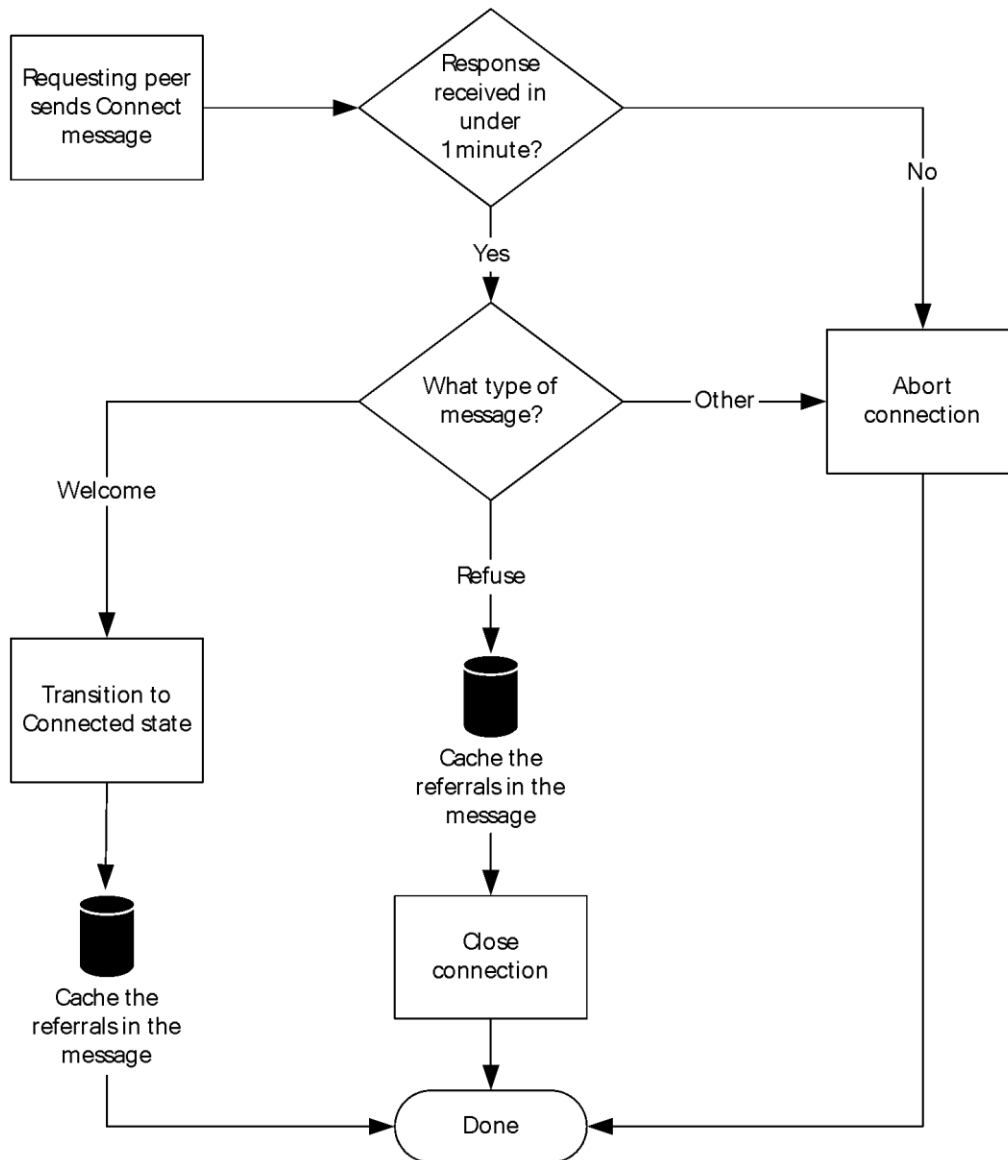 Requesting peer
sends Connect
message
Response
received in
under
1 minute?
No
Yes
What type of
message?
Other
Abort
connection
Welcome
Refuse
Transition to
Connected state
Cache the
referrals in the
message
Close
connection
Cache the
referrals in the
message
Done